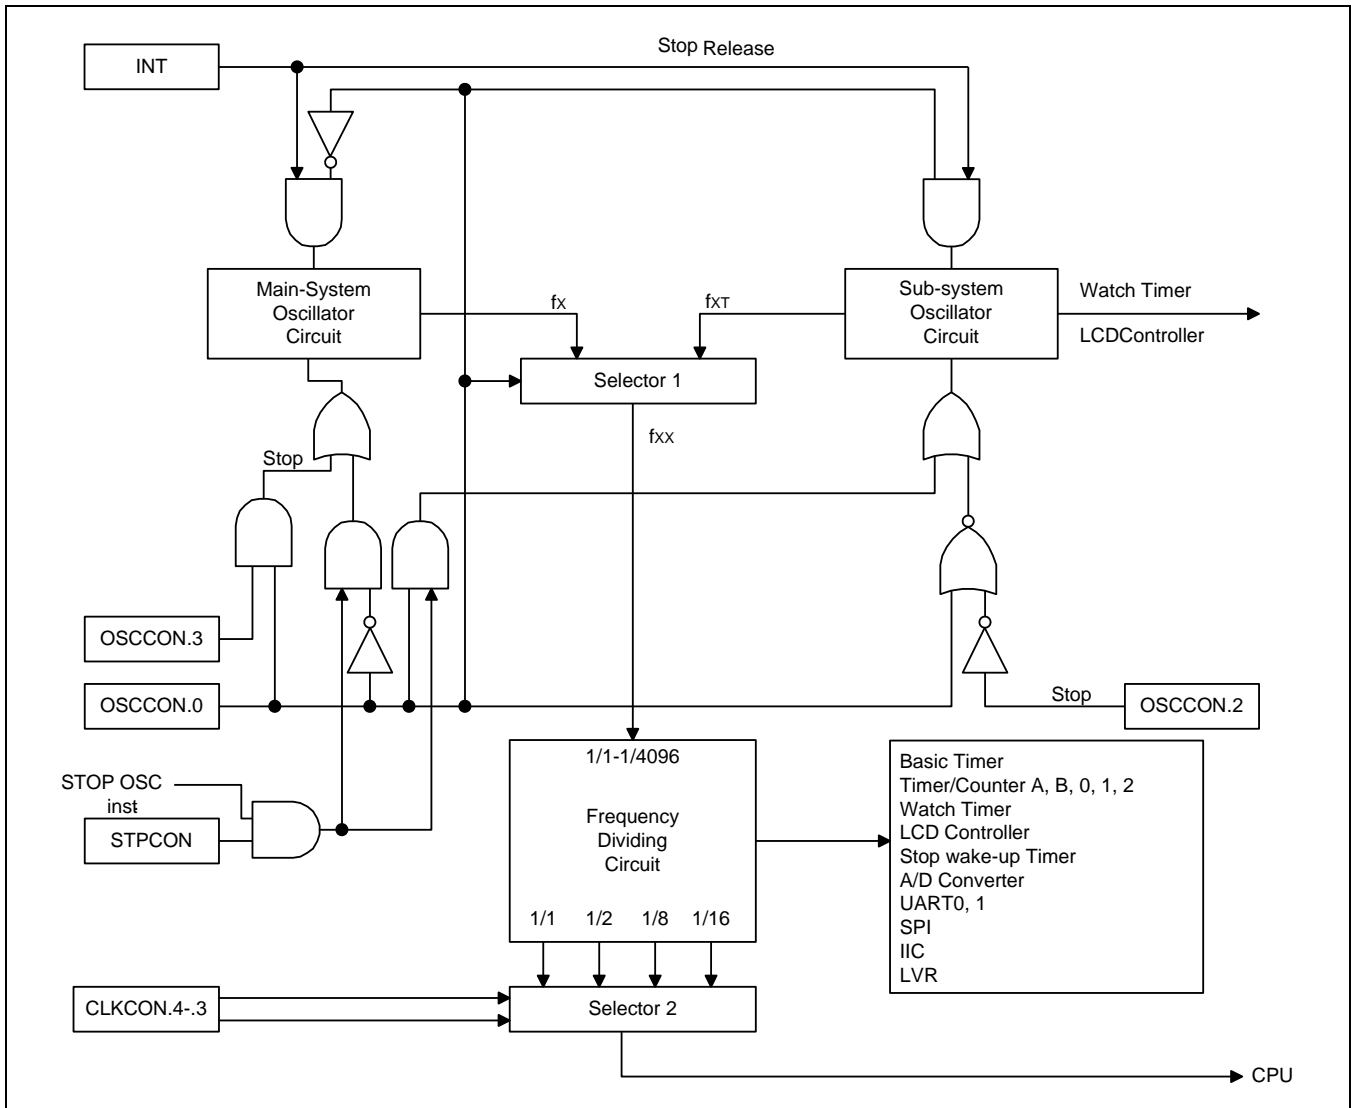 INT
Stop Release
Main-System
Oscillator
Circuit
fx
fXT
Sub-system
Oscillator
Circuit
Watch Timer
LCDController
Selector 1
fXX
Stop
OSCCON.3
OSCCON.0
Stop
OSCCON.2
STOP OSC
inst.
STPCON
1/1-1/4096
Frequency
Dividing
Circuit
1/1 1/2 1/8 1/16
Basic Timer
Timer/Counter A, B, 0, 1, 2
Watch Timer
LCD Controller
Stop wake-up Timer
A/D Converter
UART0, 1
SPI
IIC
LVR
CLKCON.4-.3
Selector 2
CPU